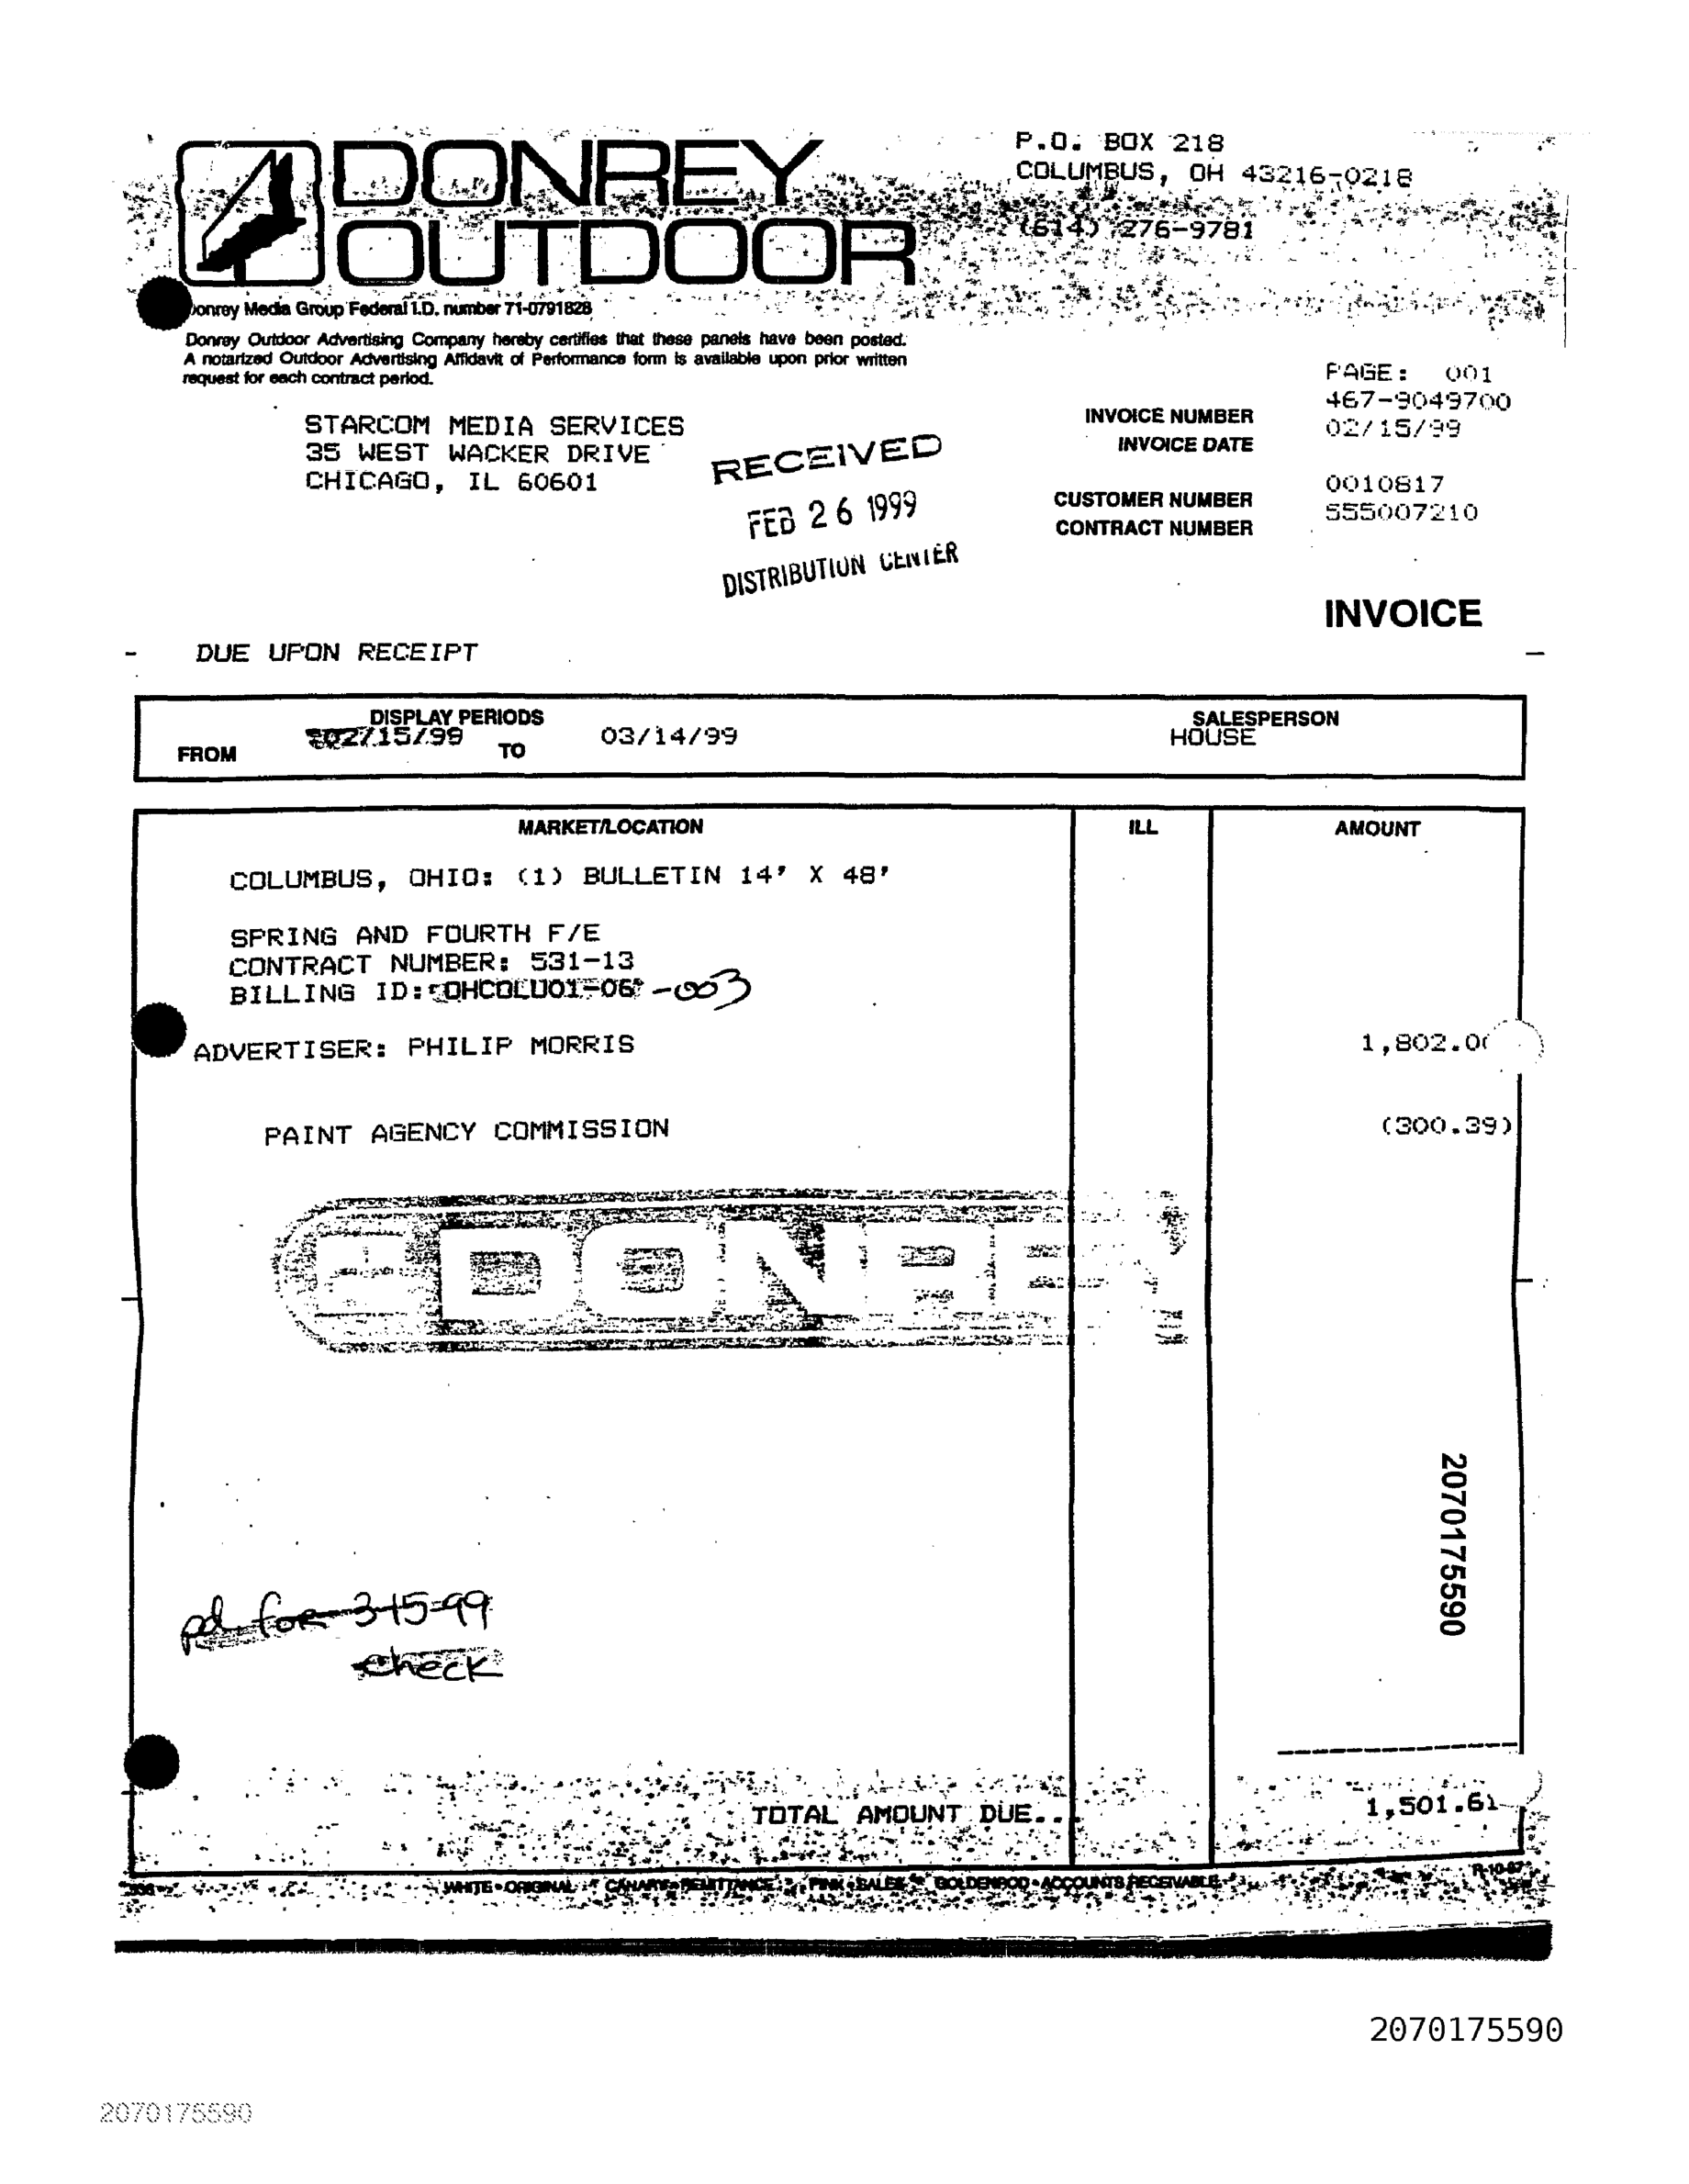 DONREY
OUTDOOR
P.O. BOX 218
COLUMBUS, OH 43216-0218
(614) 276-9781
Donrey Media Group Federal I.D. number 71-0791828
Donrey Outdoor Advertising Company hereby certifies that these panels have been posted.
A notarized Outdoor Advertising Affidavit of Performance form is available upon prior written
request for each contract period.
PAGE: 001
INVOICE NUMBER 467-9049700
INVOICE DATE 02/15/99
STARCOM MEDIA SERVICES
35 WEST WACKER DRIVE
CHICAGO, IL 60601
RECEIVED
FEB 26 1999
DISTRIBUTION CENTER
CUSTOMER NUMBER 0010817
CONTRACT NUMBER 555007210
INVOICE
- DUE UPON RECEIPT -
DISPLAY PERIODS SALESPERSON
FROM 02/15/99 TO 03/14/99 HOUSE
MARKET/LOCATION ILL AMOUNT
COLUMBUS, OHIO: (1) BULLETIN 14' X 48'
SPRING AND FOURTH F/E
CONTRACT NUMBER: 531-13
BILLING ID: OHCOLU01-06 -003
ADVERTISER: PHILIP MORRIS 1,802.0
PAINT AGENCY COMMISSION (300.39)
DONREY
2070175590
pd for 3-15-99
check
TOTAL AMOUNT DUE.. 1,501.61
WHITE - ORIGINAL CANARY - REMITTANCE PINK - SALES GOLDENROD - ACCOUNTS RECEIVABLE
2070175590
2070175590